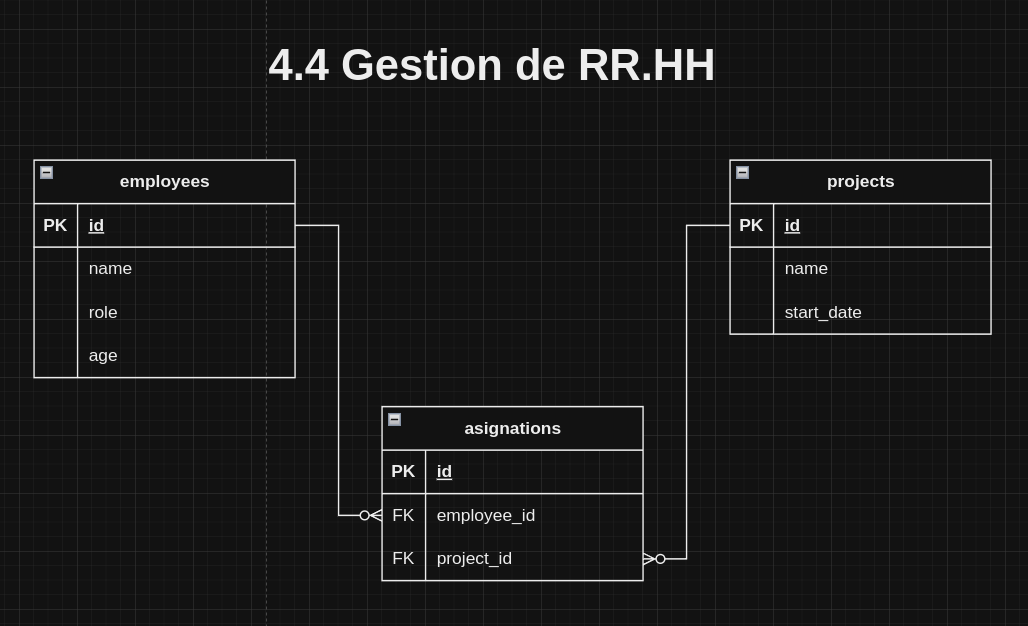 4.4 Gestion de RR.HH
employees
PK id
name
role
age
projects
PK id
name
start_date
asignations
PK id
FK employee_id
FK project_id